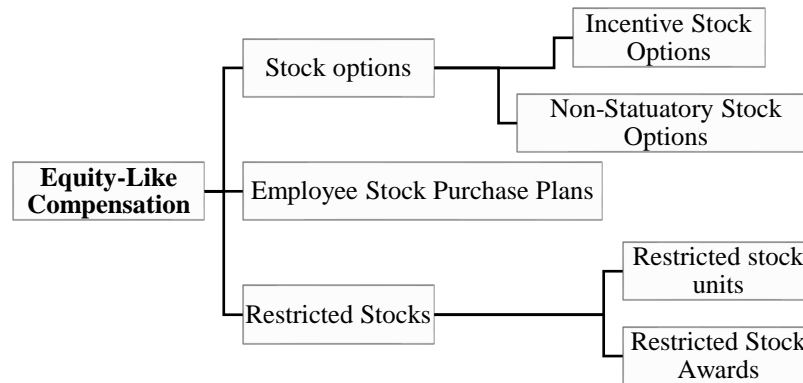 Incentive Stock
Options
Stock options
Non-Statuatory Stock
Options
Equity-Like
Compensation
Employee Stock Purchase Plans
Restricted stock
units
Restricted Stocks
Restricted Stock
Awards